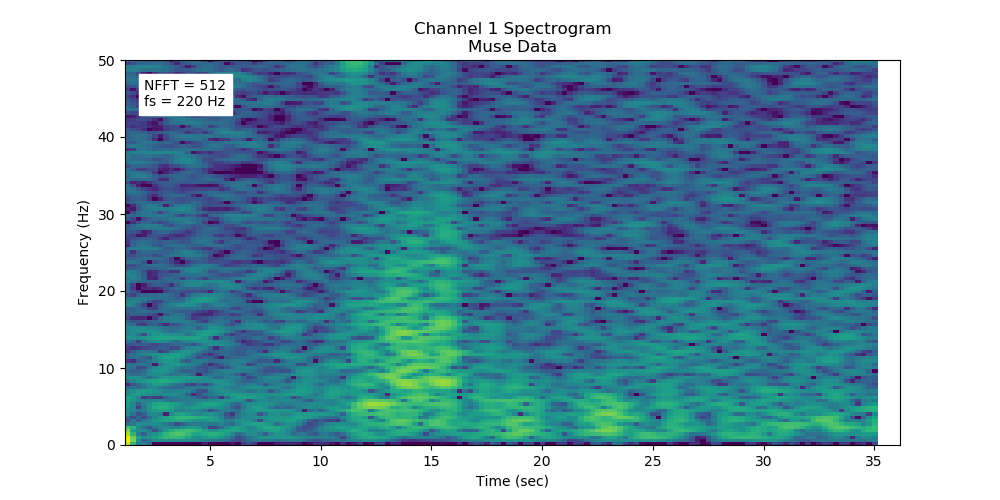 Channel 1 Spectrogram
Muse Data
NFFT = 512
fs = 220 Hz
Frequency (Hz)
50
40
30
20
10
0
5
10
15
20
25
30
35
Time (sec)